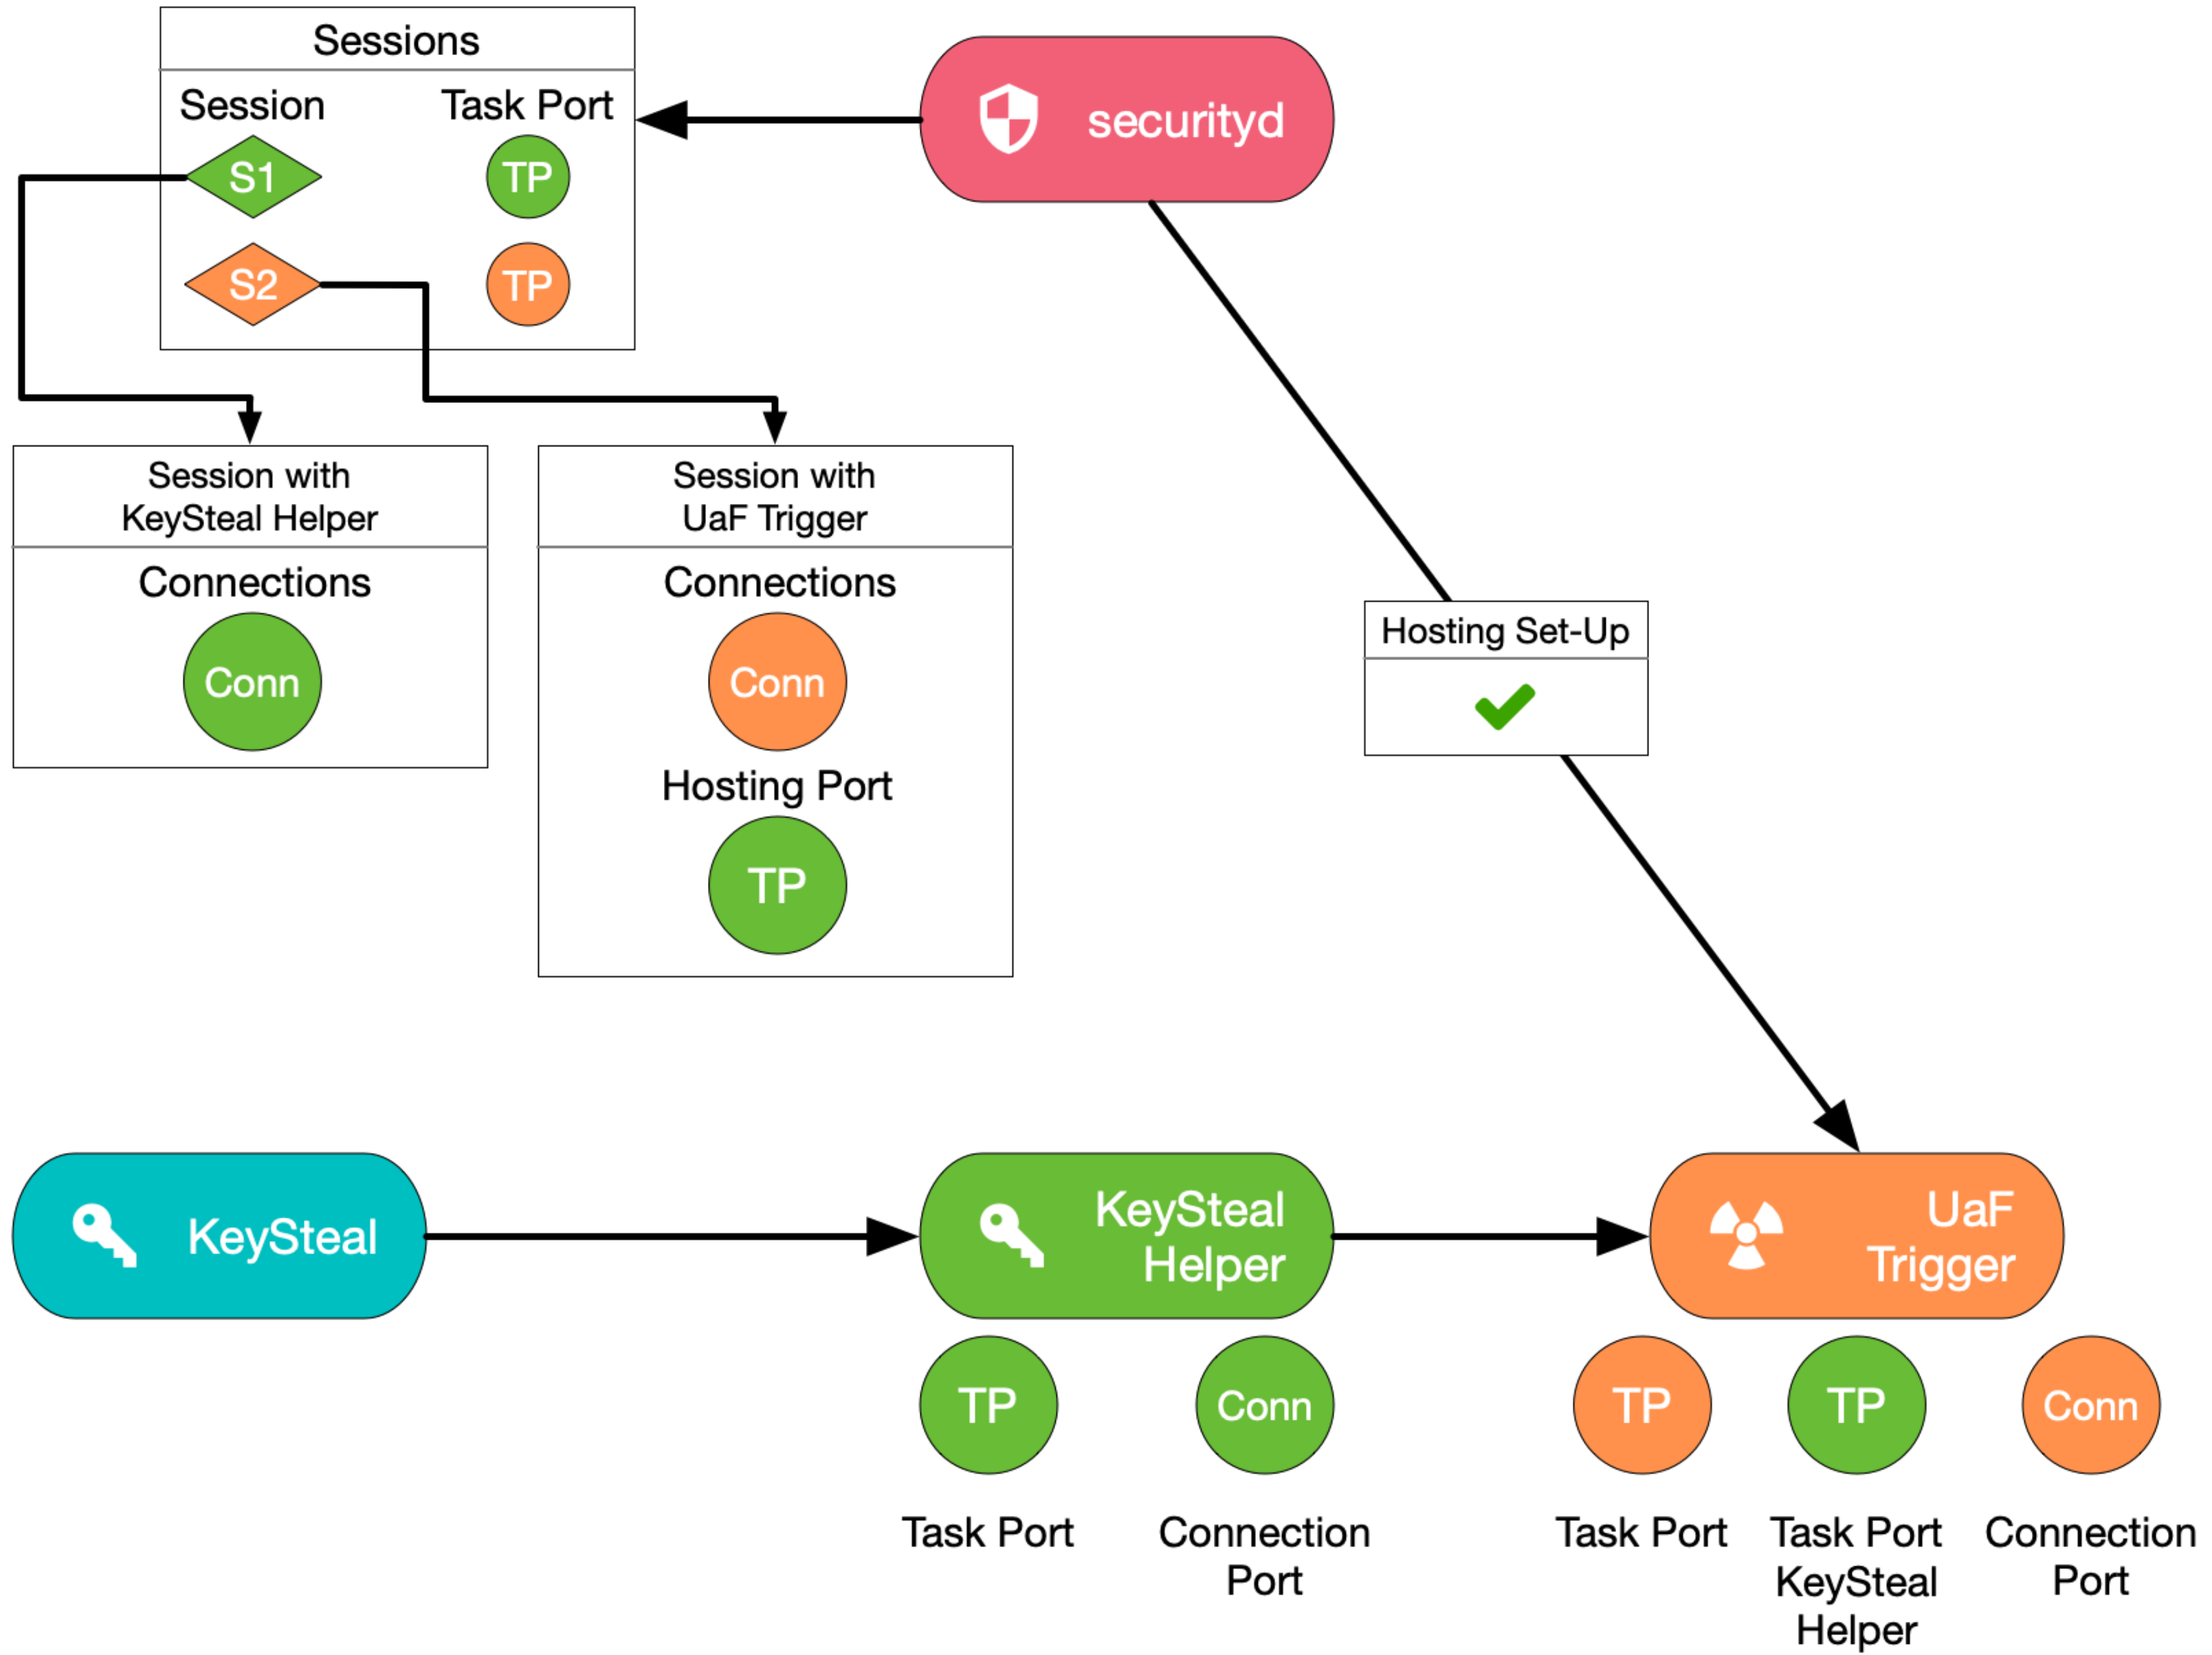 Sessions
Session
Task Port
S1
TP
S2
TP
securityd
Session with
KeySteal Helper
Connections
Conn
Session with
UaF Trigger
Connections
Conn
Hosting Port
TP
Hosting Set-Up
KeySteal
KeySteal
Helper
UaF
Trigger
TP
Conn
TP
TP
Conn
Task Port
Connection
Port
Task Port
Task Port
KeySteal
Helper
Connection
Port